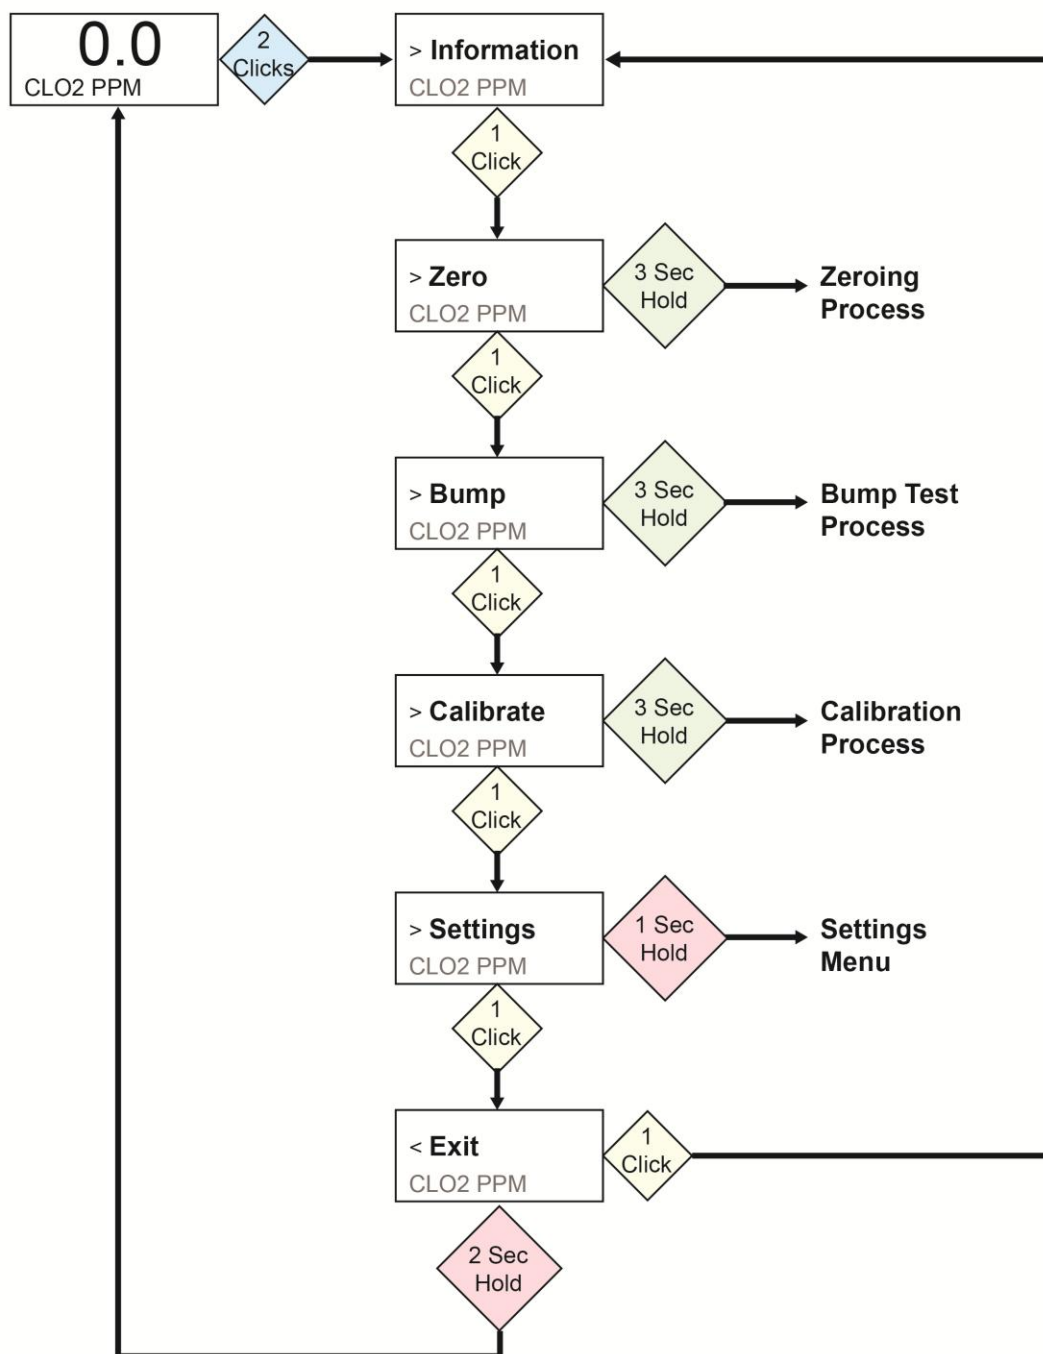 0.0
CLO2 PPM
2
Clicks
> Information
CLO2 PPM
1
Click
> Zero
CLO2 PPM
3 Sec
Hold
Zeroing
Process
1
Click
> Bump
CLO2 PPM
3 Sec
Hold
Bump Test
Process
1
Click
> Calibrate
CLO2 PPM
3 Sec
Hold
Calibration
Process
1
Click
> Settings
CLO2 PPM
1 Sec
Hold
Settings
Menu
1
Click
< Exit
CLO2 PPM
1
Click
2 Sec
Hold